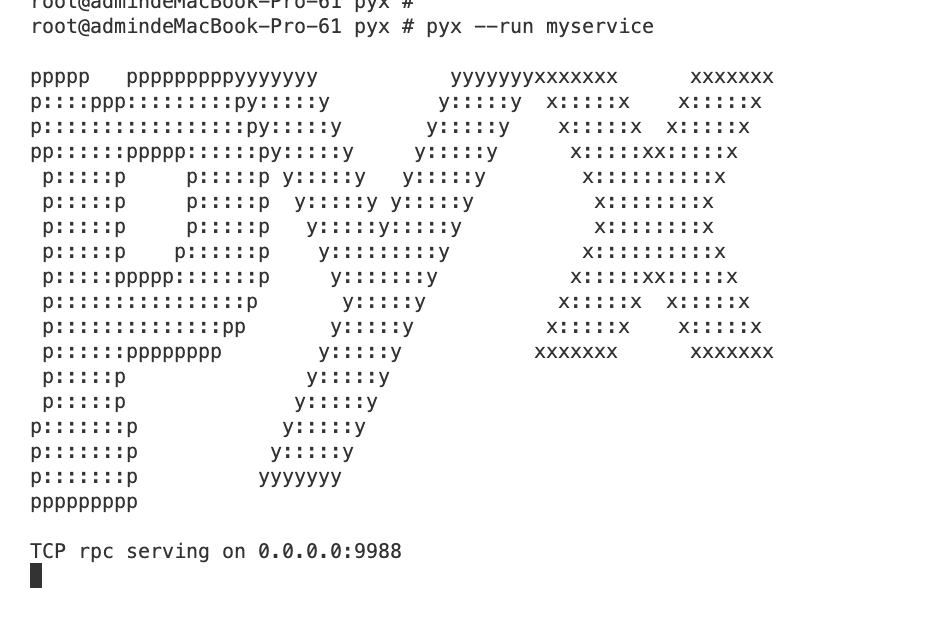 root@admindeMacBook-Pro-61 pyx #
root@admindeMacBook-Pro-61 pyx # pyx --run myservice

ppppp   pppppppppyyyyyyy           yyyyyyyxxxxxxx      xxxxxxx
p::::ppp:::::::::py:::::y         y:::::y  x:::::x    x:::::x
p:::::::::::::::::py:::::y       y:::::y    x:::::x  x:::::x
pp::::::ppppp::::::py:::::y     y:::::y      x:::::xx:::::x
 p:::::p     p:::::p y:::::y   y:::::y        x::::::::::x
 p:::::p     p:::::p  y:::::y y:::::y          x::::::::x
 p:::::p     p:::::p   y:::::y:::::y           x::::::::x
 p:::::p    p::::::p    y:::::::::y           x::::::::::x
 p:::::ppppp:::::::p     y:::::::y           x:::::xx:::::x
 p::::::::::::::::p       y:::::y           x:::::x  x:::::x
 p::::::::::::::pp       y:::::y           x:::::x    x:::::x
 p::::::pppppppp        y:::::y           xxxxxxx      xxxxxxx
 p:::::p               y:::::y
 p:::::p              y:::::y
p:::::::p            y:::::y
p:::::::p           y:::::y
p:::::::p          yyyyyyy
ppppppppp

TCP rpc serving on 0.0.0.0:9988